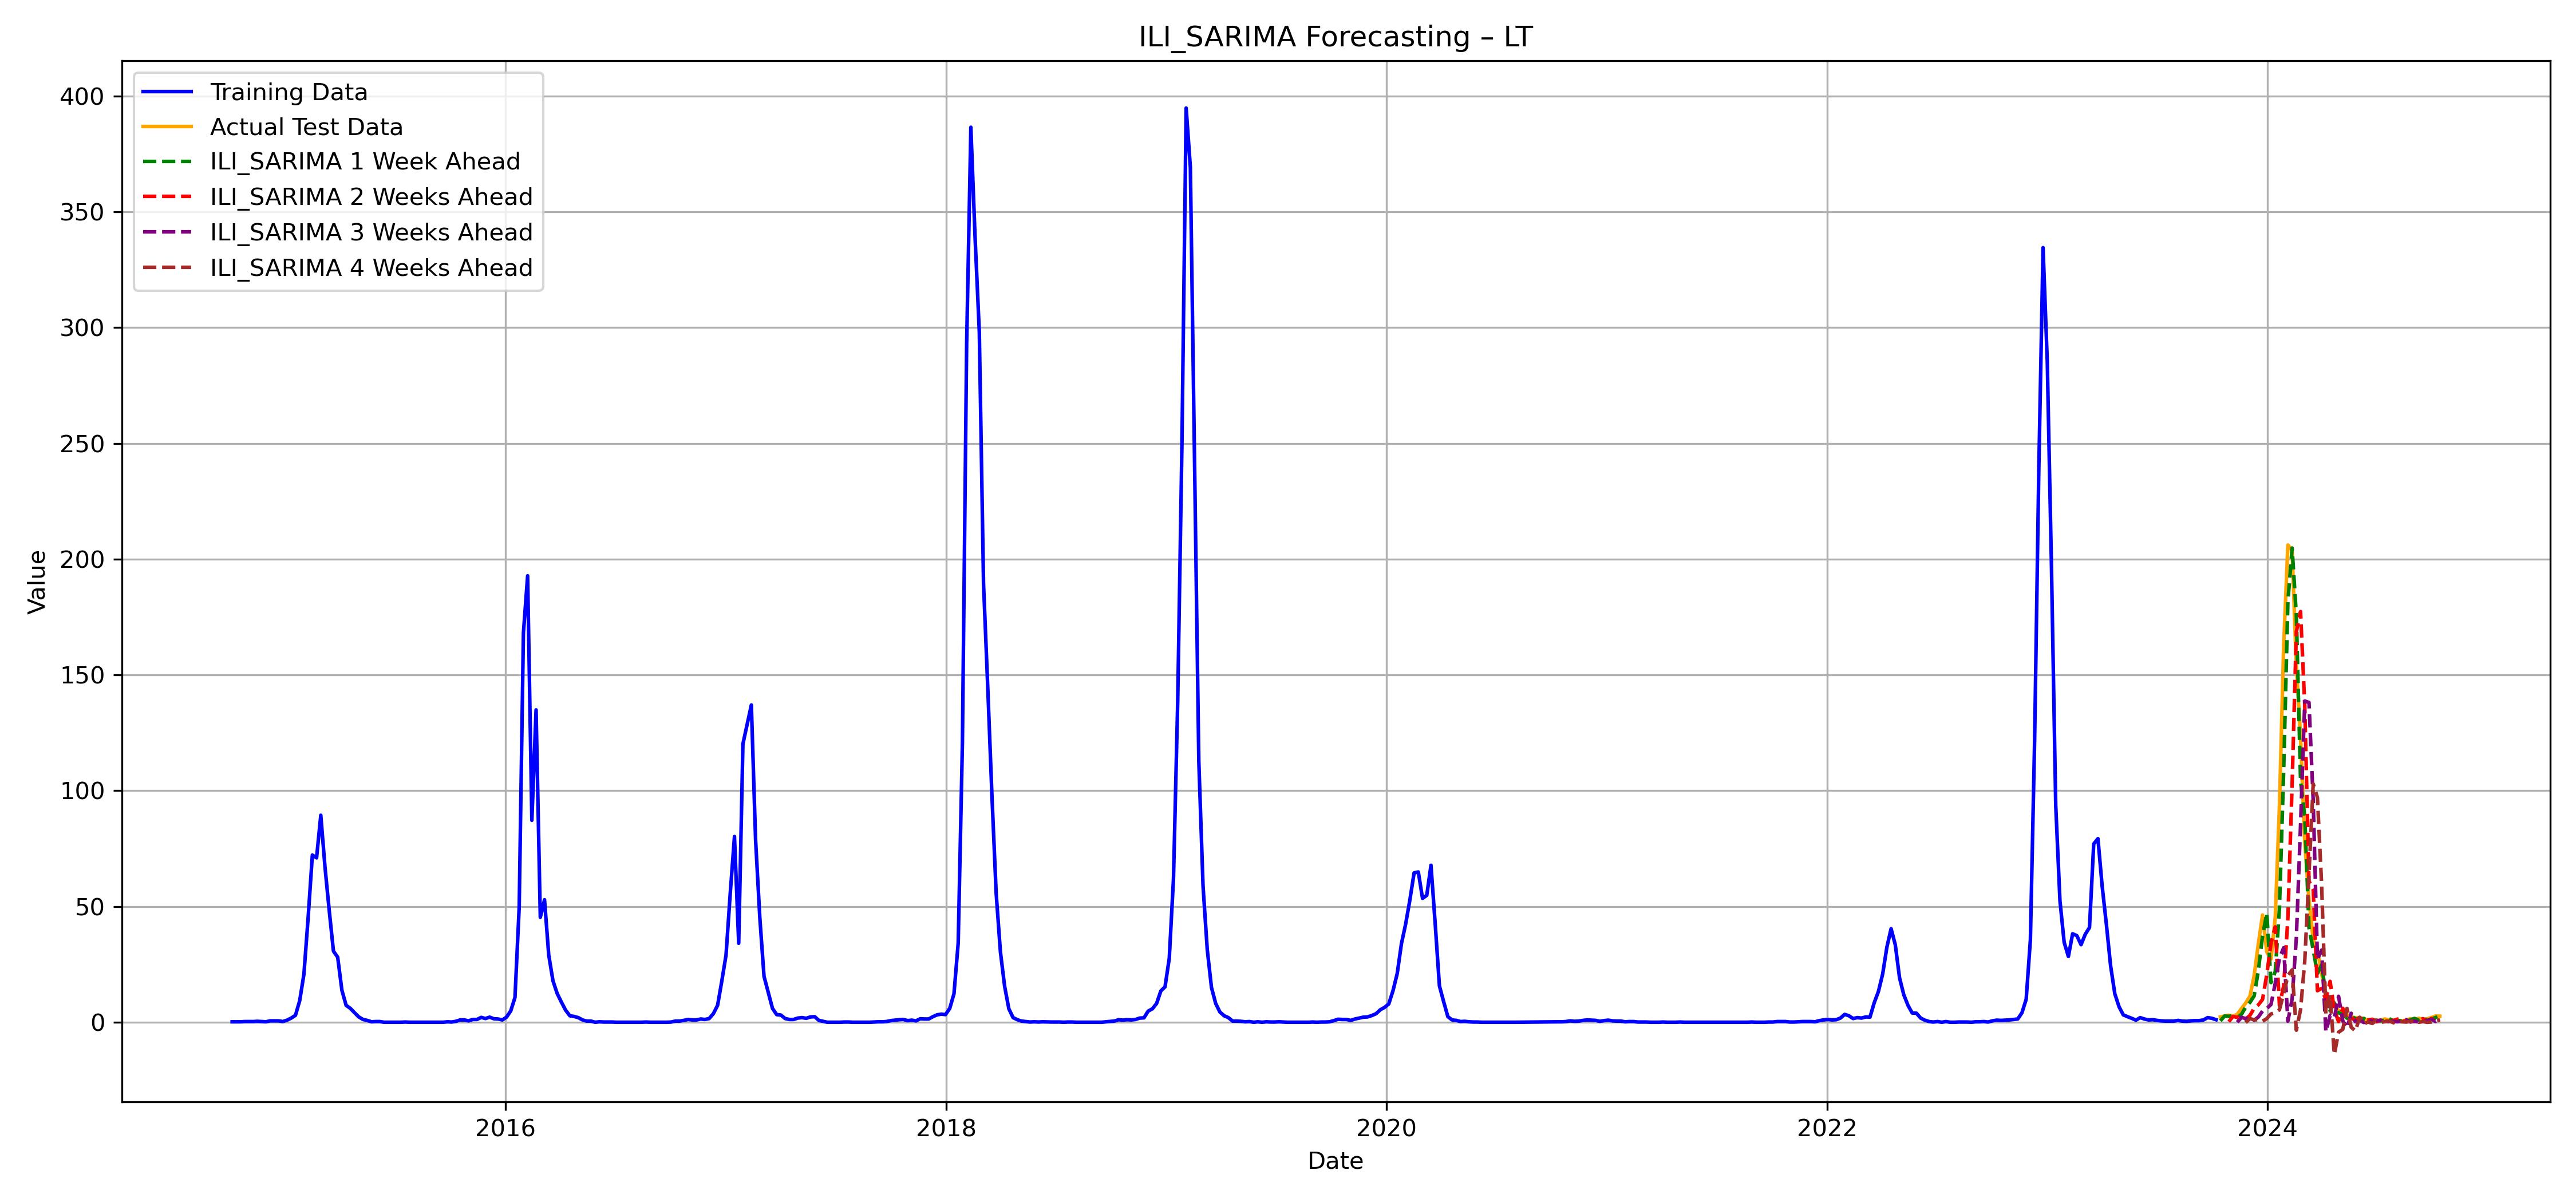 ILI_SARIMA Forecasting – LT
Training Data
Actual Test Data
ILI_SARIMA 1 Week Ahead
ILI_SARIMA 2 Weeks Ahead
ILI_SARIMA 3 Weeks Ahead
ILI_SARIMA 4 Weeks Ahead
400
350
300
250
200
150
100
50
0
Value
2016
2018
2020
2022
2024
Date